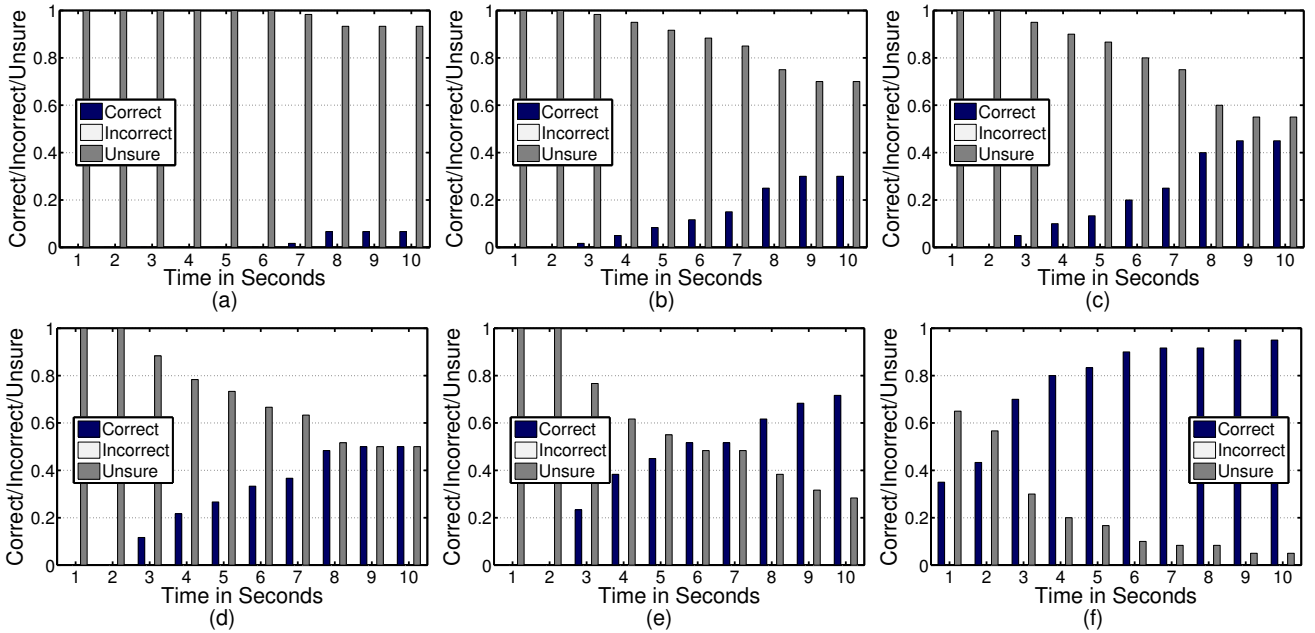 Correct/Incorrect/Unsure
1
0.8
0.6
0.4
0.2
0
Correct
Incorrect
Unsure
1 2 3 4 5 6 7 8 9 10
Time in Seconds
(a)
Correct/Incorrect/Unsure
1
0.8
0.6
0.4
0.2
0
Correct
Incorrect
Unsure
1 2 3 4 5 6 7 8 9 10
Time in Seconds
(b)
Correct/Incorrect/Unsure
1
0.8
0.6
0.4
0.2
0
Correct
Incorrect
Unsure
1 2 3 4 5 6 7 8 9 10
Time in Seconds
(c)
Correct/Incorrect/Unsure
1
0.8
0.6
0.4
0.2
0
Correct
Incorrect
Unsure
1 2 3 4 5 6 7 8 9 10
Time in Seconds
(d)
Correct/Incorrect/Unsure
1
0.8
0.6
0.4
0.2
0
Correct
Incorrect
Unsure
1 2 3 4 5 6 7 8 9 10
Time in Seconds
(e)
Correct/Incorrect/Unsure
1
0.8
0.6
0.4
0.2
0
Correct
Incorrect
Unsure
1 2 3 4 5 6 7 8 9 10
Time in Seconds
(f)